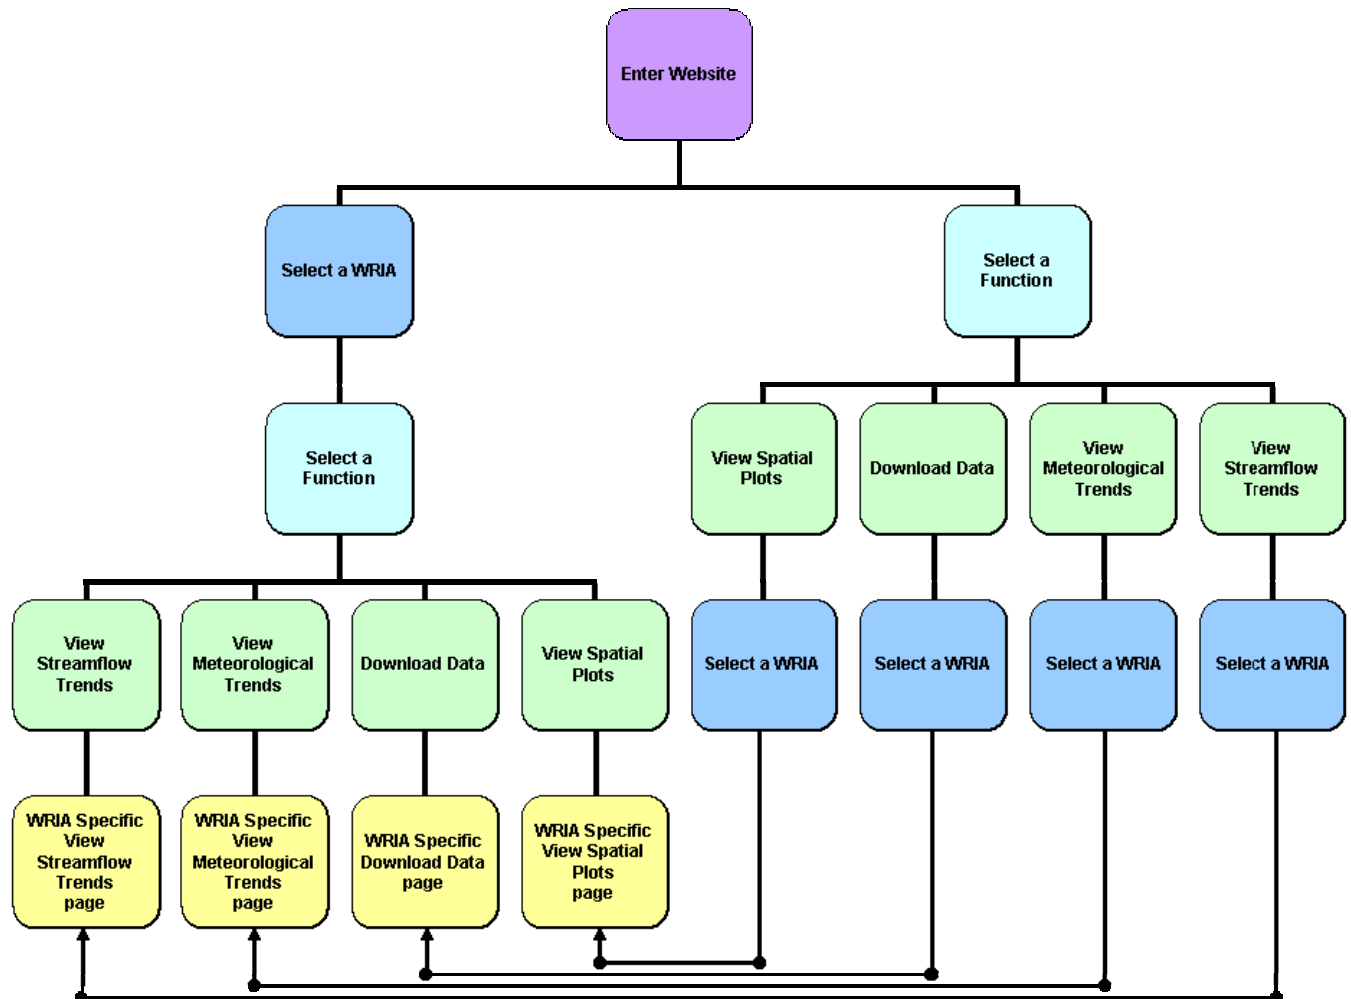 Enter Website
Select a WRIA
Select a
Function
Select a
Function
View Spatial
Plots
Download Data
View
Meteorological
Trends
View
Streamflow
Trends
View
Streamflow
Trends
View
Meteorological
Trends
Download Data
View Spatial
Plots
Select a WRIA
Select a WRIA
Select a WRIA
Select a WRIA
WRIA Specific
View
Streamflow
Trends
page
WRIA Specific
View
Meteorological
Trends
page
WRIA Specific
Download Data
page
WRIA Specific
View Spatial
Plots
page